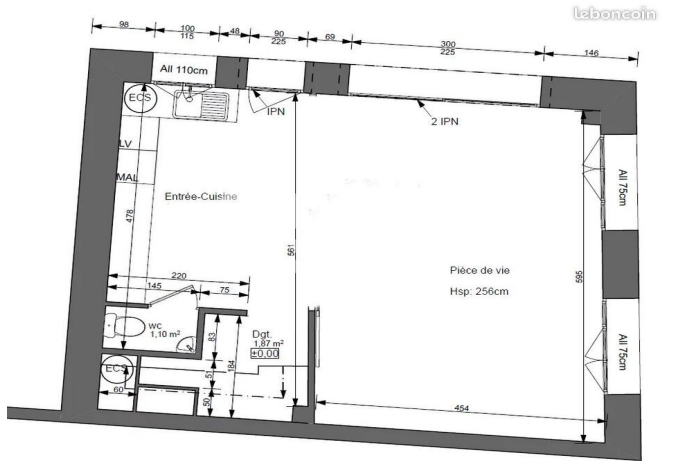 leboncoin
98
100
115
48
90
225
69
300
225
146
All 110cm
ECS
IPN
2 IPN
LV
MAL
Entrée-Cuisine
478
561
595
All 75cm
Pièce de vie
Hsp: 256cm
220
145
75
WC
1,10 m²
83
Dgt.
1,87 m²
±0,00
184
All 75cm
ECS
51
60
50
454